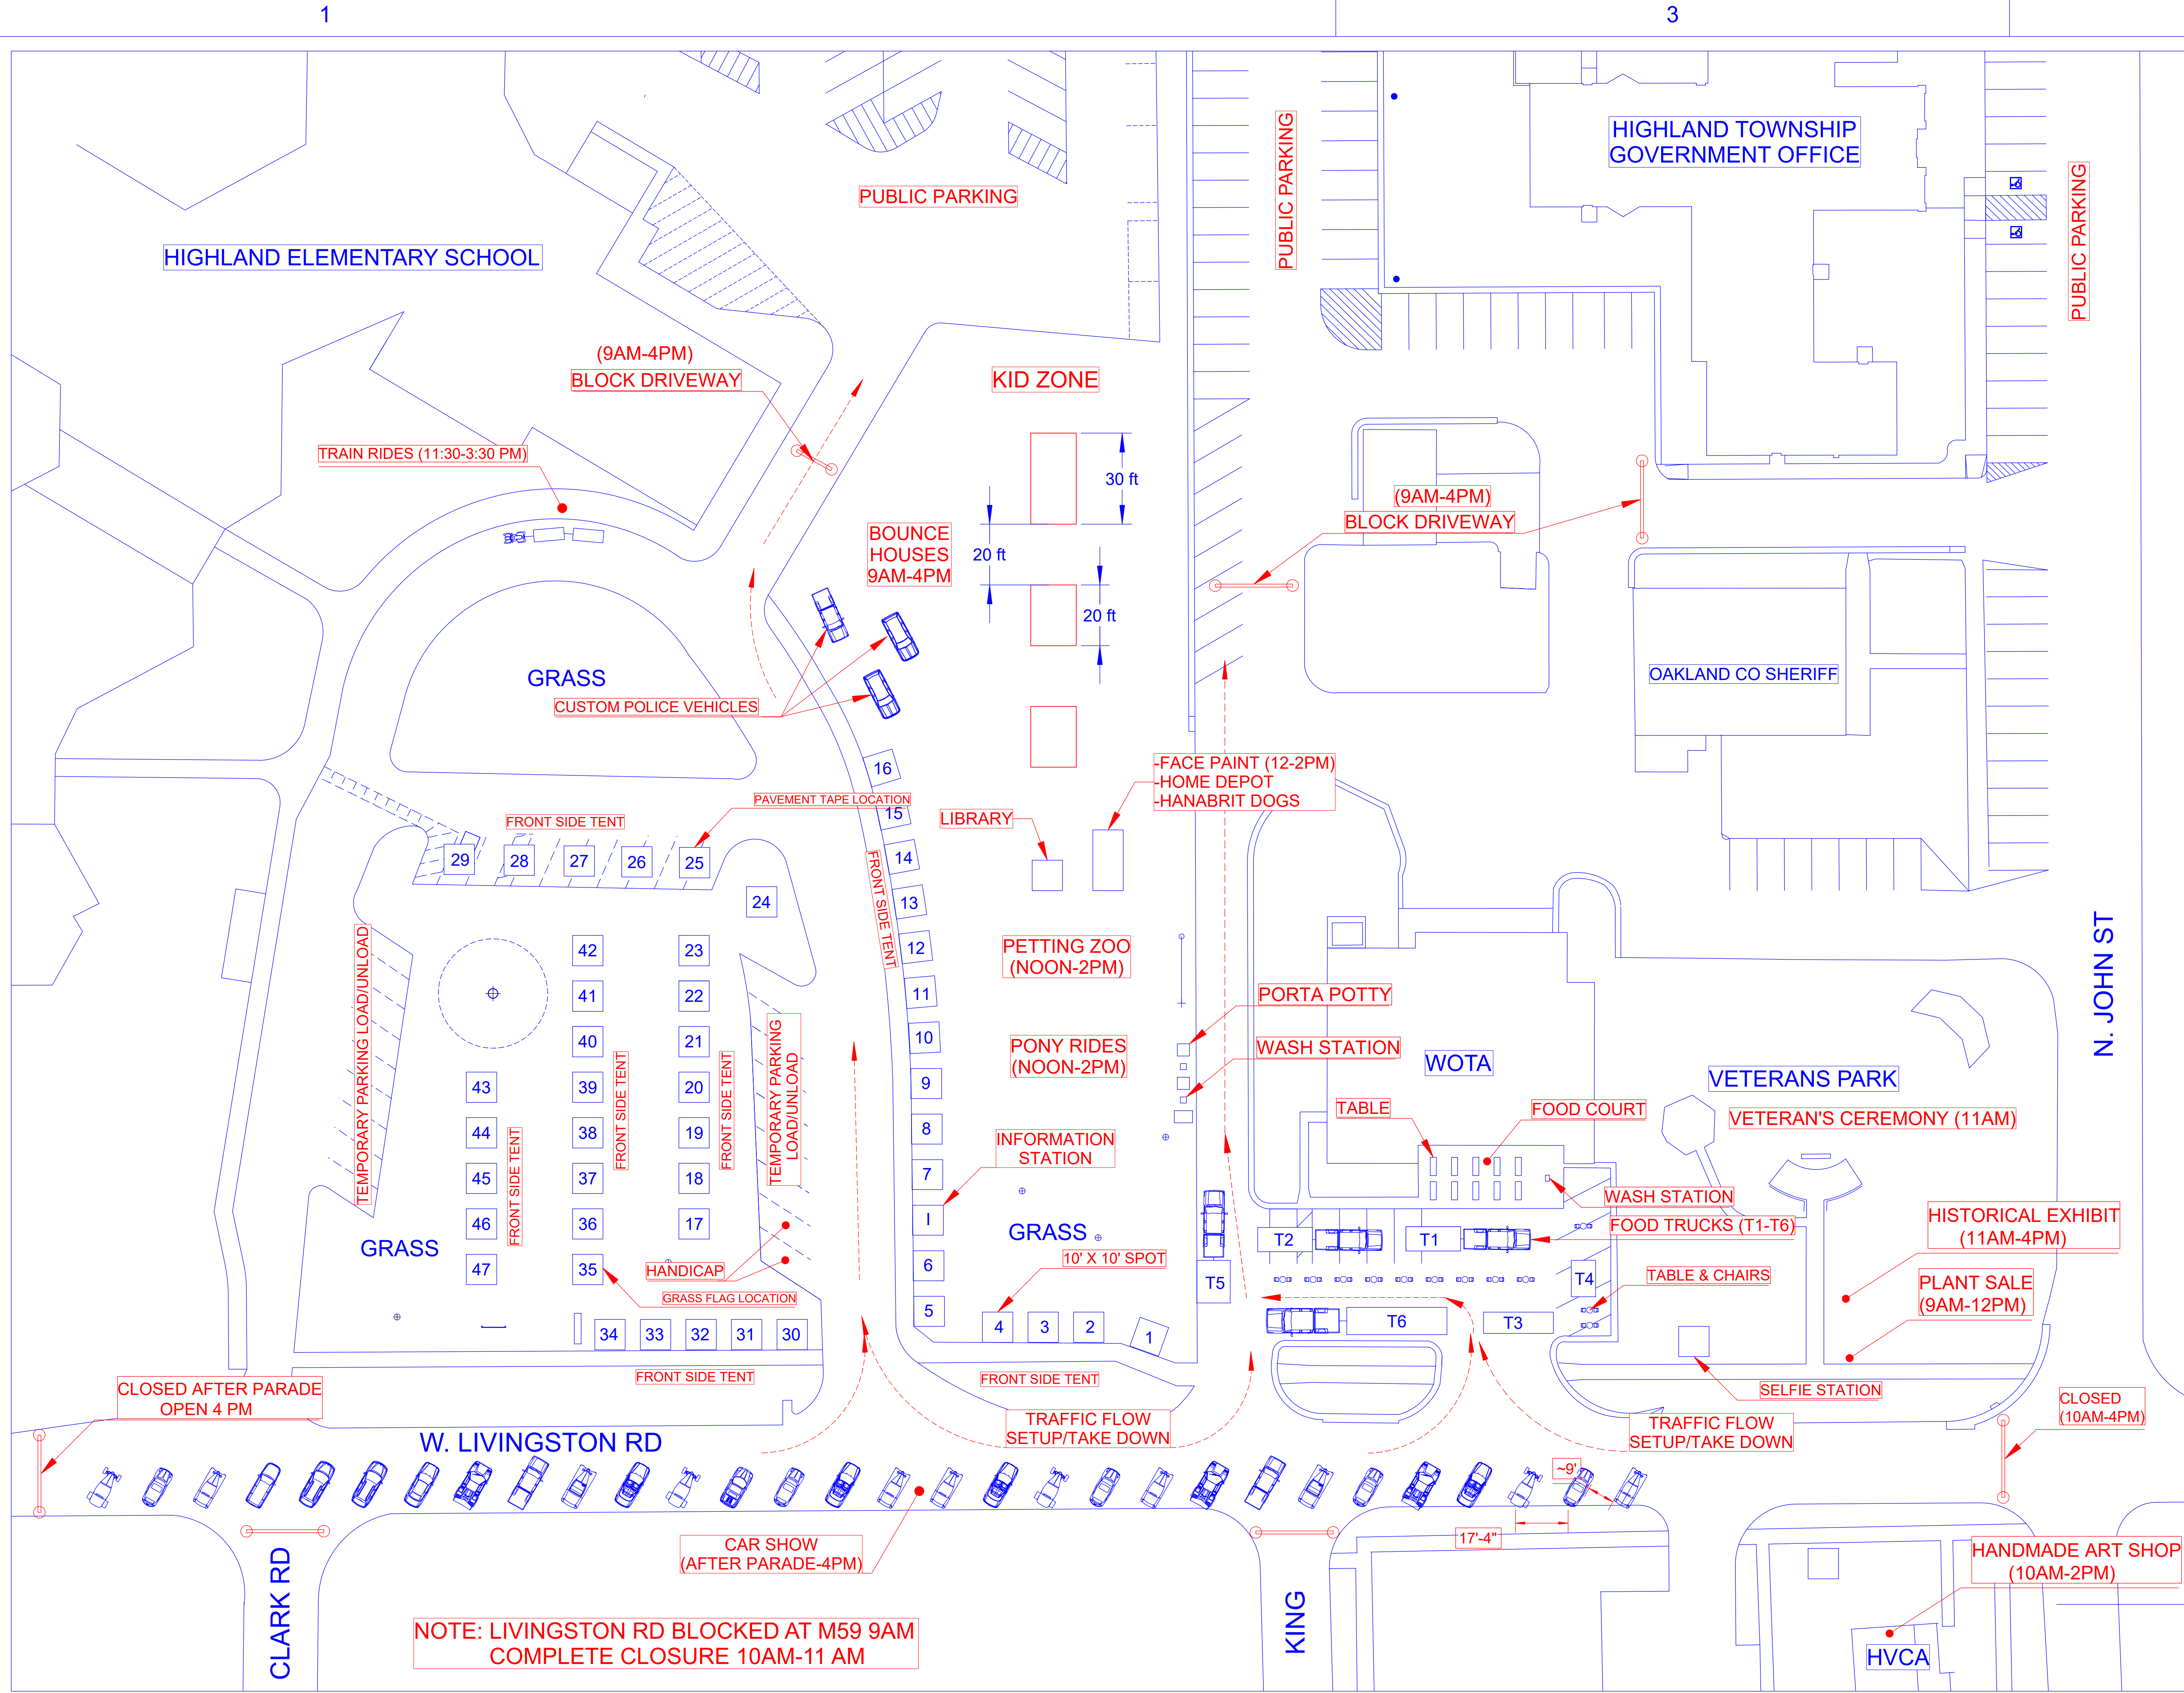 1
3
HIGHLAND TOWNSHIP
GOVERNMENT OFFICE
PUBLIC PARKING
PUBLIC PARKING
PUBLIC PARKING
HIGHLAND ELEMENTARY SCHOOL
(9AM-4PM)
BLOCK DRIVEWAY
KID ZONE
TRAIN RIDES (11:30-3:30 PM)
30 ft
(9AM-4PM)
BLOCK DRIVEWAY
BOUNCE
HOUSES
9AM-4PM
20 ft
20 ft
GRASS
CUSTOM POLICE VEHICLES
OAKLAND CO SHERIFF
16
-FACE PAINT (12-2PM)
-HOME DEPOT
-HANABRIT DOGS
PAVEMENT TAPE LOCATION
15
LIBRARY
FRONT SIDE TENT
29
28
27
26
25
14
FRONT SIDE TENT
24
13
12
11
10
9
8
7
I
6
5
42
41
40
39
38
37
36
35
23
22
21
20
19
18
17
43
44
45
46
47
TEMPORARY PARKING LOAD/UNLOAD
FRONT SIDE TENT
FRONT SIDE TENT
FRONT SIDE TENT
TEMPORARY PARKING
LOAD/UNLOAD
PETTING ZOO
(NOON-2PM)
PORTA POTTY
PONY RIDES
(NOON-2PM)
WASH STATION
WOTA
N. JOHN ST
VETERANS PARK
TABLE
FOOD COURT
VETERAN'S CEREMONY (11AM)
INFORMATION
STATION
WASH STATION
FOOD TRUCKS (T1-T6)
HISTORICAL EXHIBIT
(11AM-4PM)
GRASS
GRASS
T2
T1
10' X 10' SPOT
HANDICAP
T5
T4
TABLE & CHAIRS
PLANT SALE
(9AM-12PM)
GRASS FLAG LOCATION
T6
T3
34
33
32
31
30
4
3
2
1
FRONT SIDE TENT
FRONT SIDE TENT
SELFIE STATION
CLOSED AFTER PARADE
OPEN 4 PM
CLOSED
(10AM-4PM)
TRAFFIC FLOW
SETUP/TAKE DOWN
TRAFFIC FLOW
SETUP/TAKE DOWN
W. LIVINGSTON RD
~9'
17'-4"
CAR SHOW
(AFTER PARADE-4PM)
HANDMADE ART SHOP
(10AM-2PM)
CLARK RD
KING
NOTE: LIVINGSTON RD BLOCKED AT M59 9AM
COMPLETE CLOSURE 10AM-11 AM
HVCA